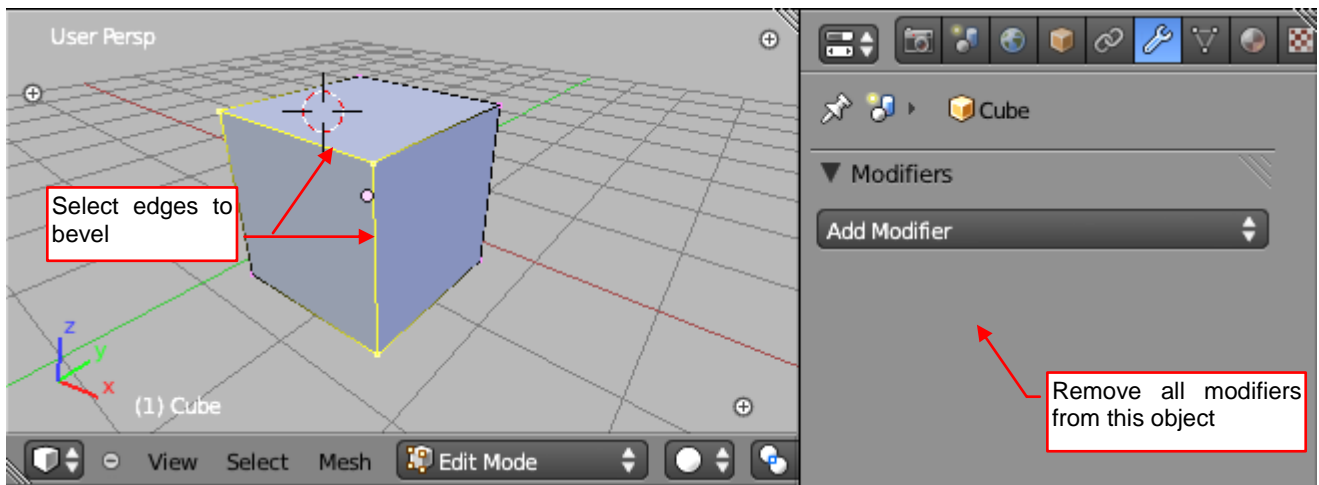 User Persp
Select edges to
bevel
z
y
x
(1) Cube
View Select Mesh Edit Mode
Cube
Modifiers
Add Modifier
Remove all modifiers
from this object